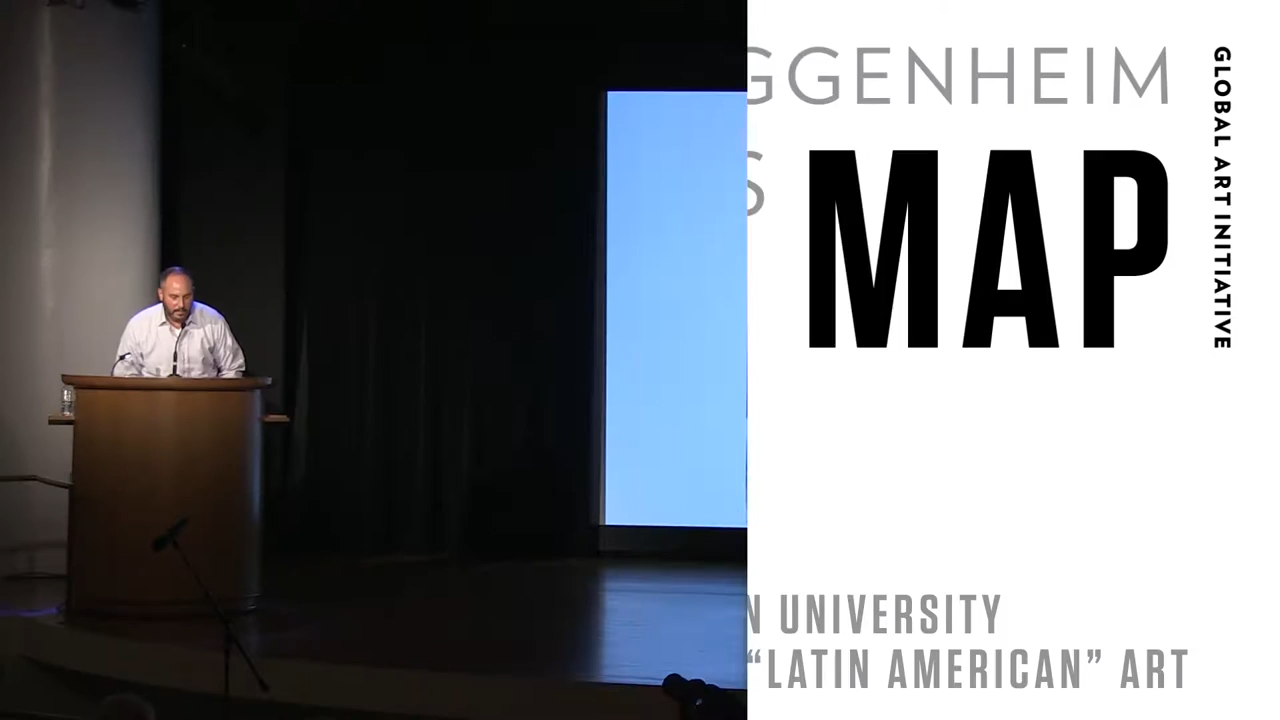 GGENHEIM
S MAP
GLOBAL ART INITIATIVE
N UNIVERSITY
“LATIN AMERICAN” ART